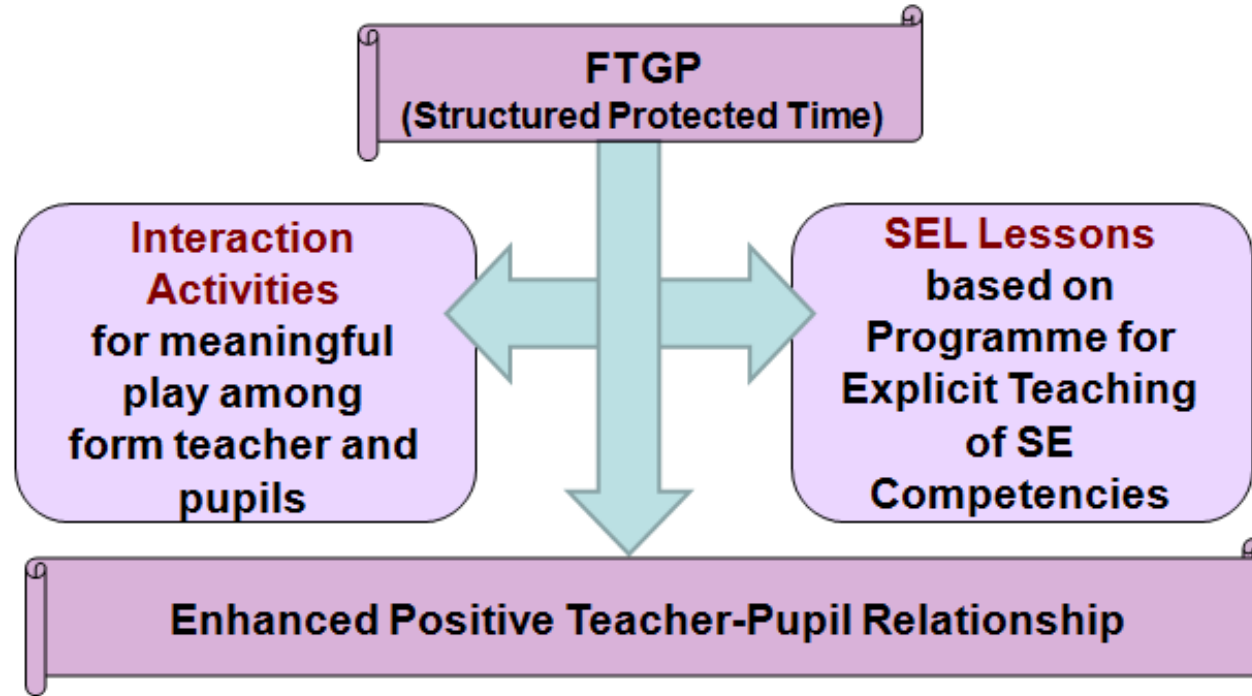 FTGP
(Structured Protected Time)
Interaction
Activities
for meaningful
play among
form teacher and
pupils
SEL Lessons
based on
Programme for
Explicit Teaching
of SE
Competencies
Enhanced Positive Teacher-Pupil Relationship